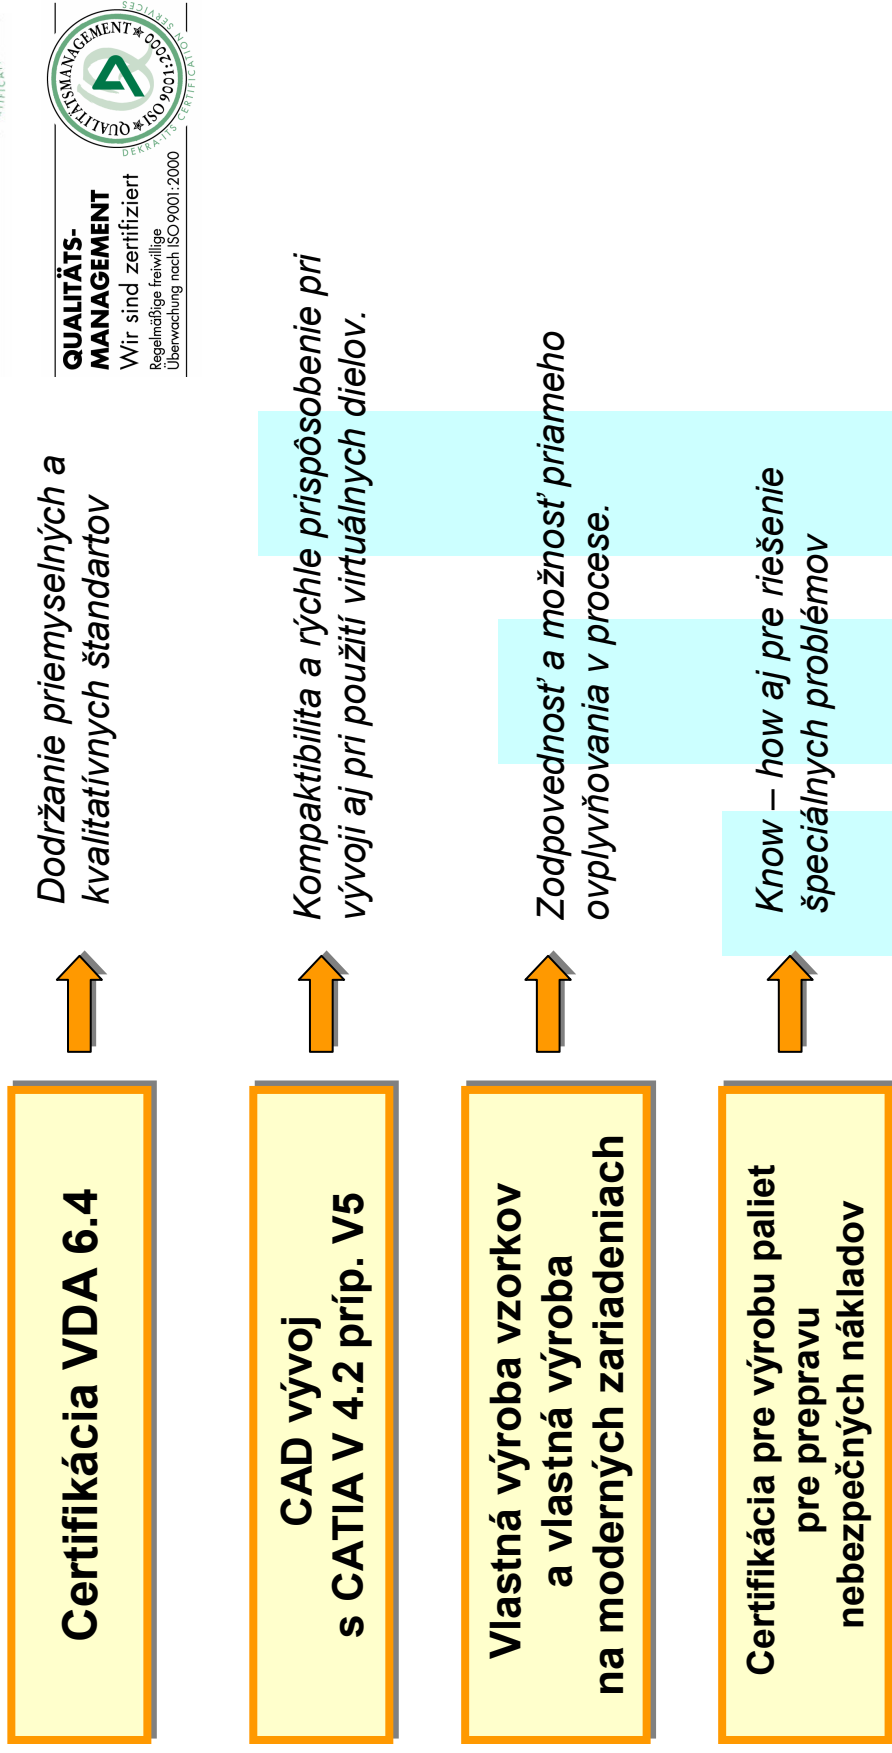 Certifikácia VDA 6.4
Dodržanie priemyselných a
kvalitatívnych štandartov
QUALITÄTS-
MANAGEMENT
Wir sind zertifiziert
Regelmäßige freiwillige
Überwachung nach ISO 9001:2000
QUALITÄTSMANAGEMENT
ISO 9001:2000
DEKRA-ITS CERTIFICATION SERVICES
CAD vývoj
s CATIA V 4.2 príp. V5
Kompaktibilita a rýchle prispôsobenie pri
vývoji aj pri použití virtuálnych dielov.
Vlastná výroba vzorkov
a vlastná výroba
na moderných zariadeniach
Zodpovednosť a možnosť priameho
ovplyvňovania v procese.
Certifikácia pre výrobu paliet
pre prepravu
nebezpečných nákladov
Know – how aj pre riešenie
špeciálnych problémov